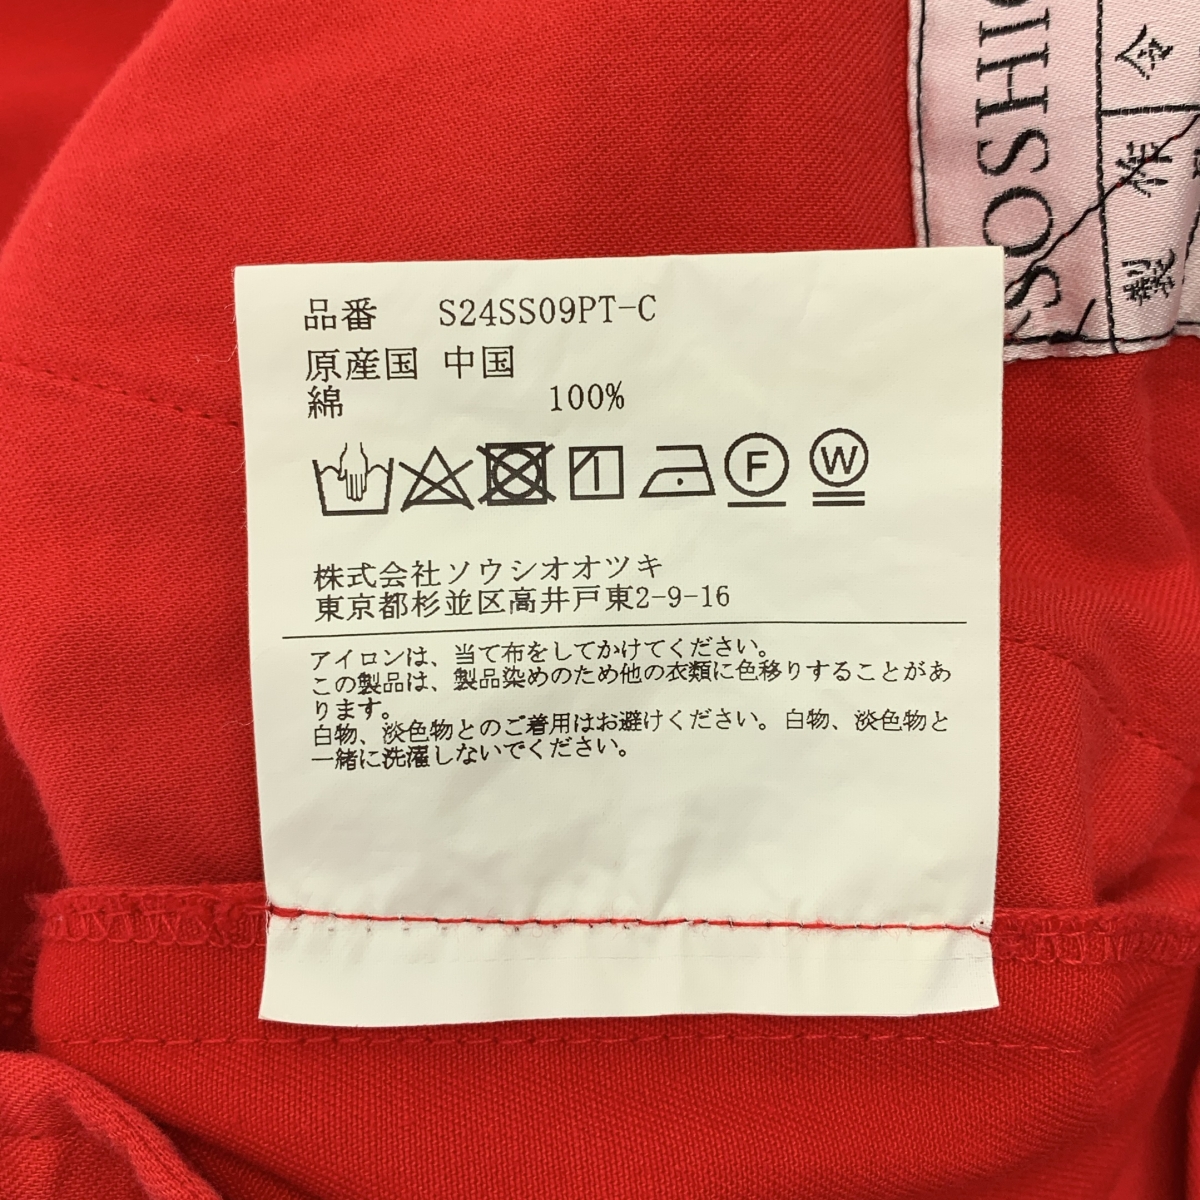 品番 S24SS09PT-C
原産国 中国
綿 100%
F W
株式会社ソウシオオツキ
東京都杉並区高井戸東2-9-16
アイロンは、当て布をしてかけてください。
この製品は、製品染めのため他の衣類に色移りすることがあ
ります。
白物、淡色物とのご着用はお避けください。白物、淡色物と
一緒に洗濯しないでください。
SOSHIO
製作
令